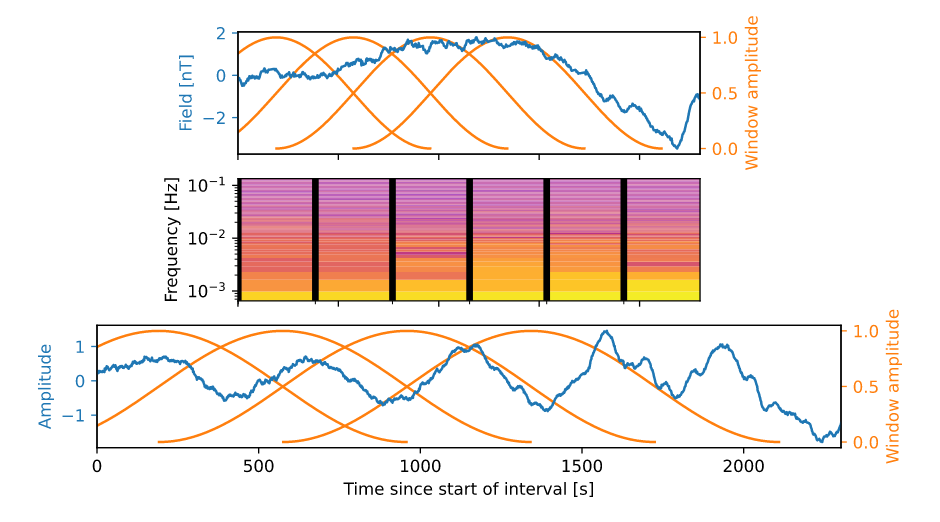 2
0
−2
Field [nT]
1.0
0.5
0.0
Window amplitude
10⁻¹
10⁻²
10⁻³
Frequency [Hz]
1
0
−1
Amplitude
1.0
0.5
0.0
Window amplitude
0 500 1000 1500 2000
Time since start of interval [s]